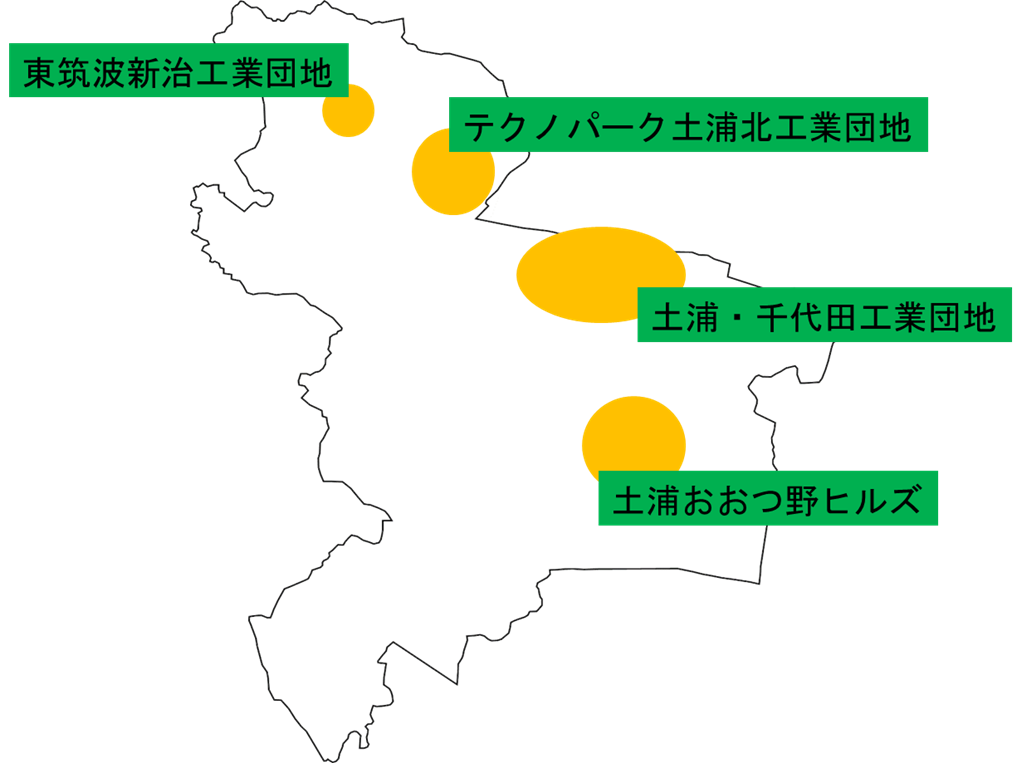 東筑波新治工業団地
テクノパーク土浦北工業団地
土浦・千代田工業団地
土浦おおつ野ヒルズ